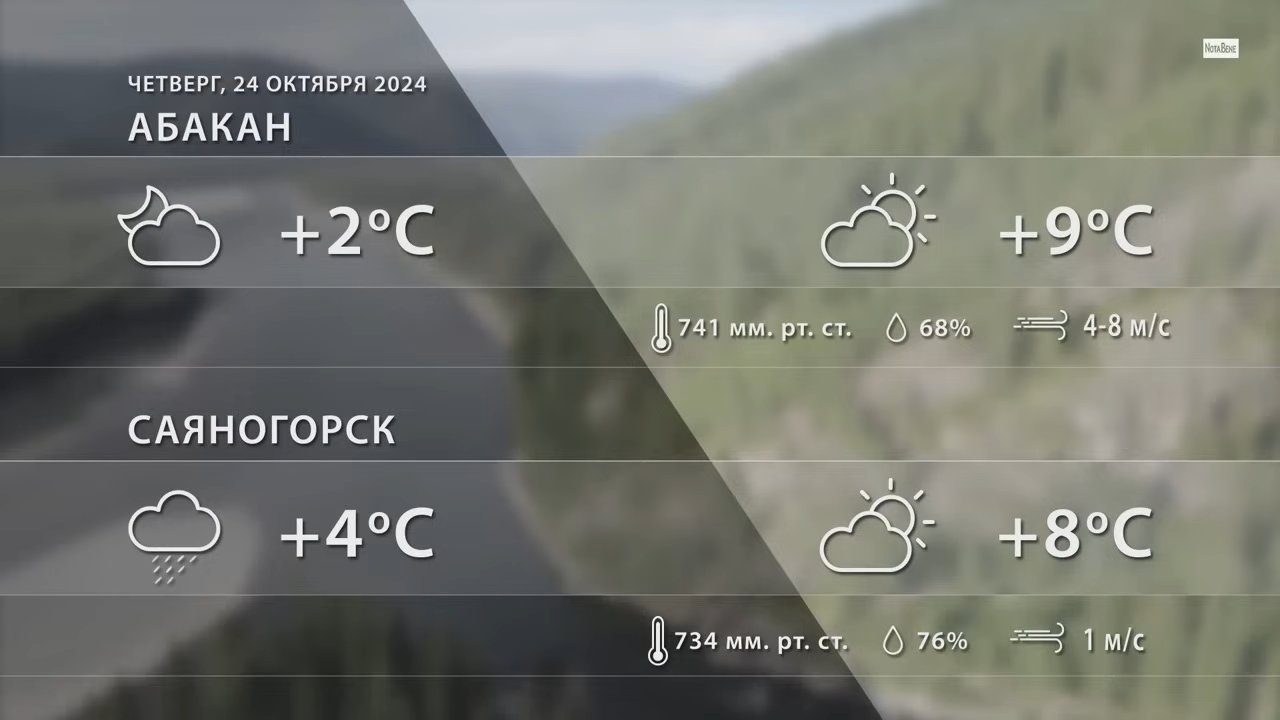 NotaBene
ЧЕТВЕРГ, 24 ОКТЯБРЯ 2024
АБАКАН
+2ºC +9ºC
741 мм. рт. ст. 68% 4-8 м/с
САЯНОГОРСК
+4ºC +8ºC
734 мм. рт. ст. 76% 1 м/с